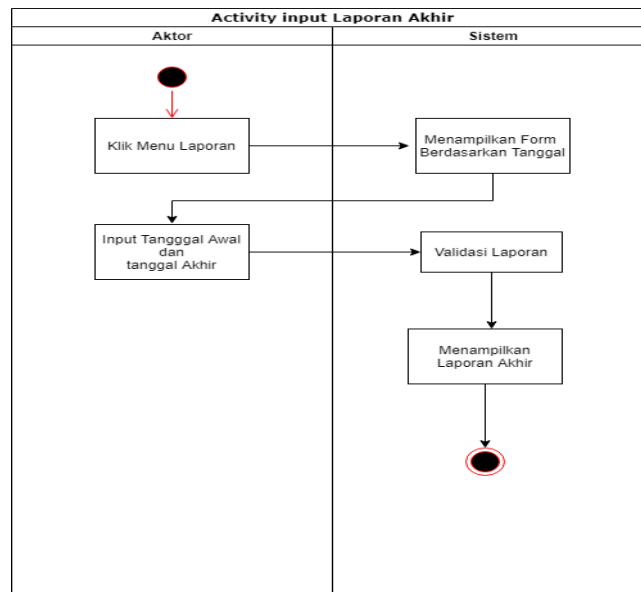 Activity input Laporan Akhir
Aktor
Sistem
Klik Menu Laporan
Menampilkan Form
Berdasarkan Tanggal
Input Tangggal Awal
dan
tanggal Akhir
Validasi Laporan
Menampilkan
Laporan Akhir